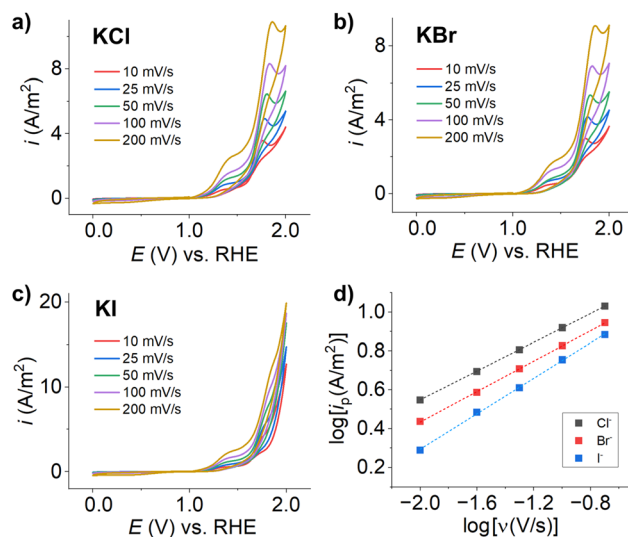 a)
KCl
10 mV/s
25 mV/s
50 mV/s
100 mV/s
200 mV/s
i (A/m²)
8
4
0
0.0 1.0 2.0
E (V) vs. RHE
b)
KBr
10 mV/s
25 mV/s
50 mV/s
100 mV/s
200 mV/s
i (A/m²)
8
4
0
0.0 1.0 2.0
E (V) vs. RHE
c)
KI
10 mV/s
25 mV/s
50 mV/s
100 mV/s
200 mV/s
i (A/m²)
20
10
0
0.0 1.0 2.0
E (V) vs. RHE
d)
log[iₚ(A/m²)]
1.0
0.8
0.6
0.4
0.2
Cl⁻
Br⁻
I⁻
−2.0 −1.6 −1.2 −0.8
log[ν(V/s)]